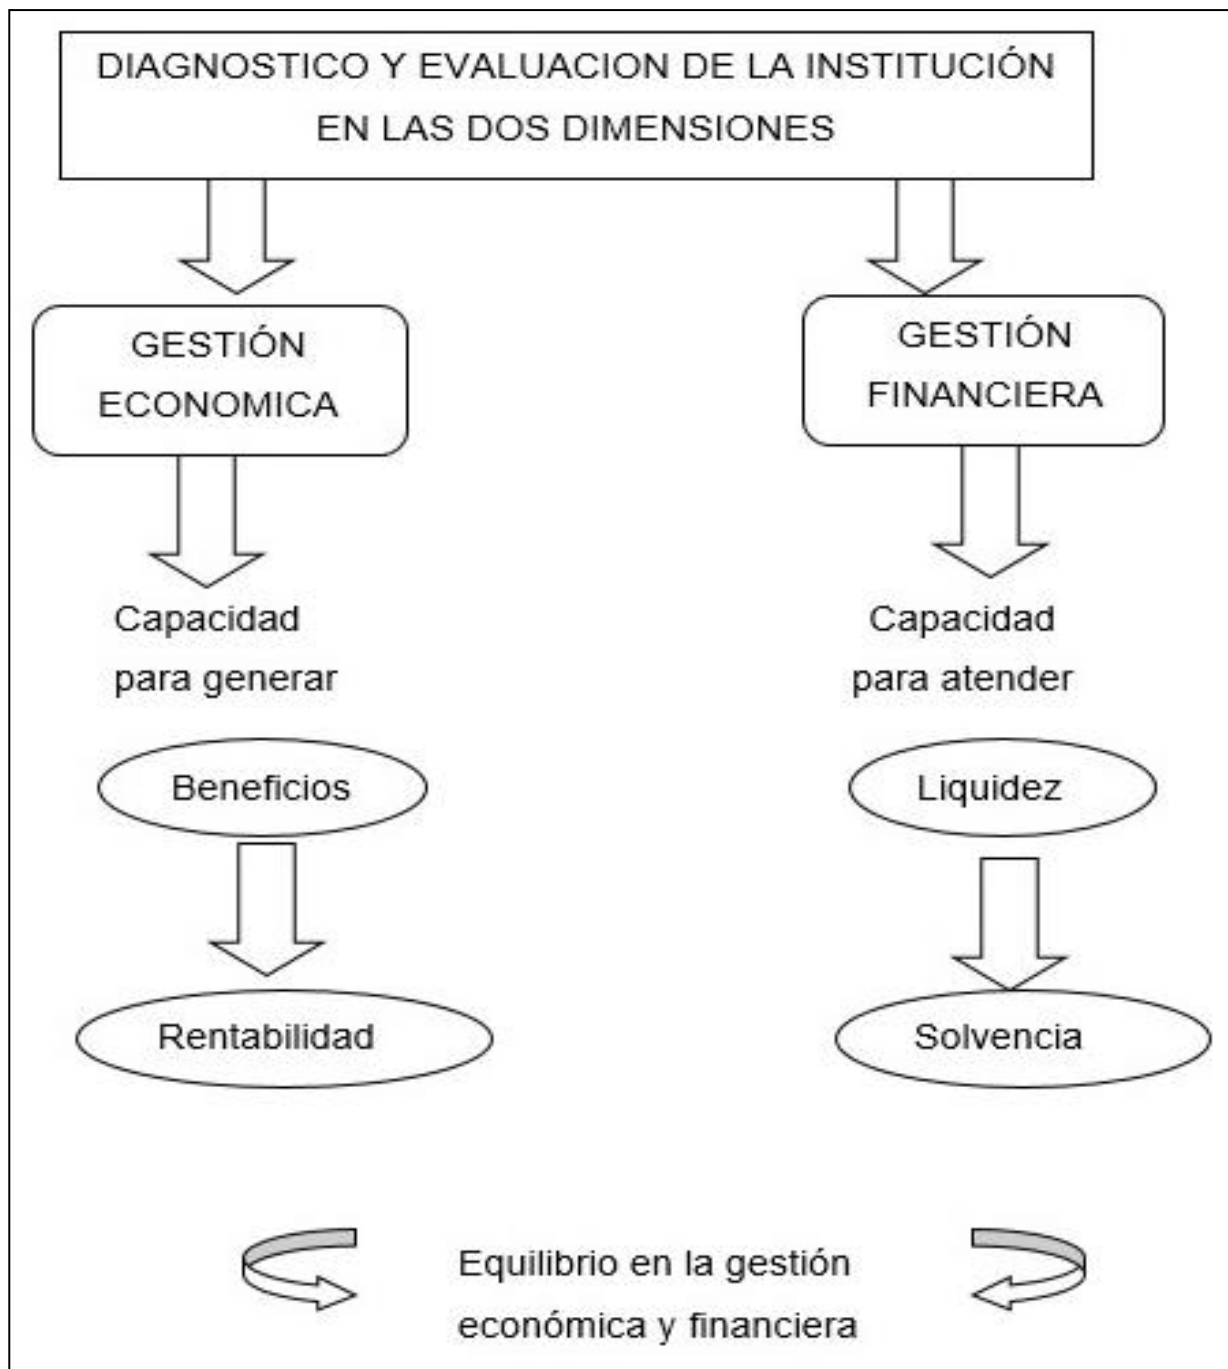 DIAGNOSTICO Y EVALUACION DE LA INSTITUCIÓN
EN LAS DOS DIMENSIONES
GESTIÓN
ECONOMICA
GESTIÓN
FINANCIERA
Capacidad
para generar
Capacidad
para atender
Beneficios
Liquidez
Rentabilidad
Solvencia
Equilibrio en la gestión
económica y financiera